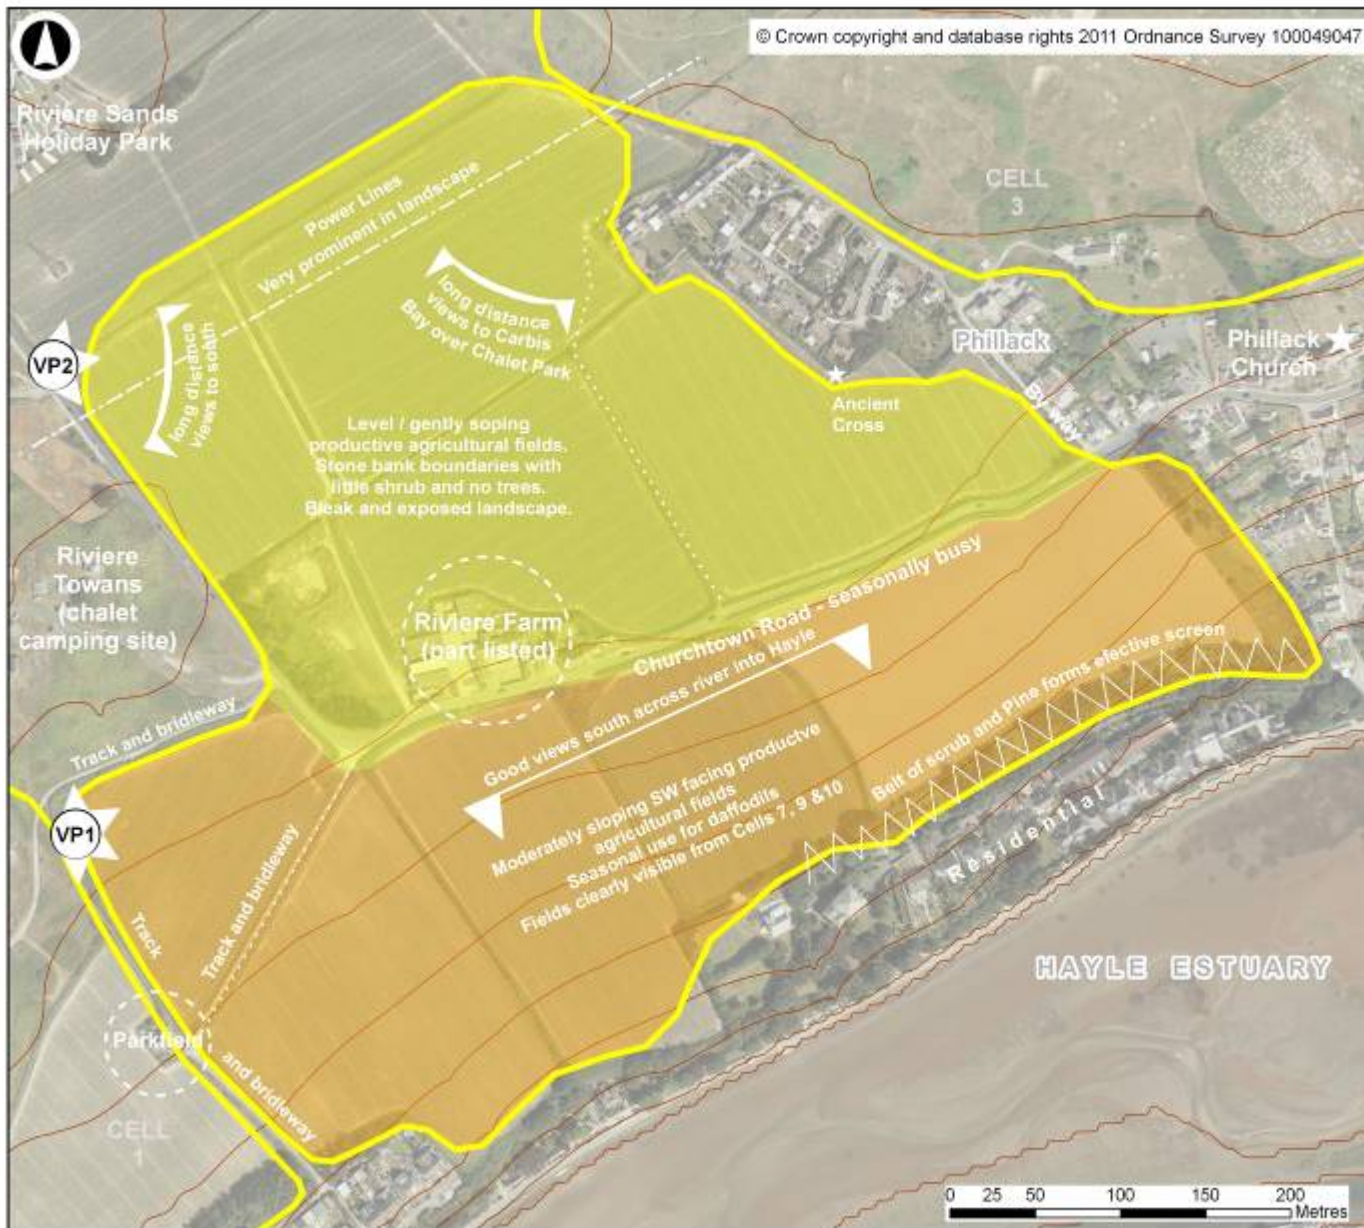 © Crown copyright and database rights 2011 Ordnance Survey 100049047
Riviere Sands
Holiday Park
Power Lines
Very prominent in landscape
CELL
3
long distance
views to south
long distance
views to Carbis
Bay over Chalet Park
VP2
Phillack
Phillack
Church
By way
Ancient
Cross
Level / gently soping
productive agricultural fields.
Stone bank boundaries with
little shrub and no trees.
Bleak and exposed landscape.
Riviere
Towans
(chalet
camping site)
Riviere Farm
(part listed)
Churchtown Road - seasonally busy
Good views south across river into Hayle
Belt of scrub and Pine forms efective screen
Track and bridleway
VP1
Moderately sloping SW facing productve
agricultural fields
Seasonal use for daffodils
Fields clearly visible from Cells 7, 9 &10
Residential
Track and bridleway
Track
and bridleway
Parkfield
CELL
1
HAYLE ESTUARY
0 25 50 100 150 200
Metres